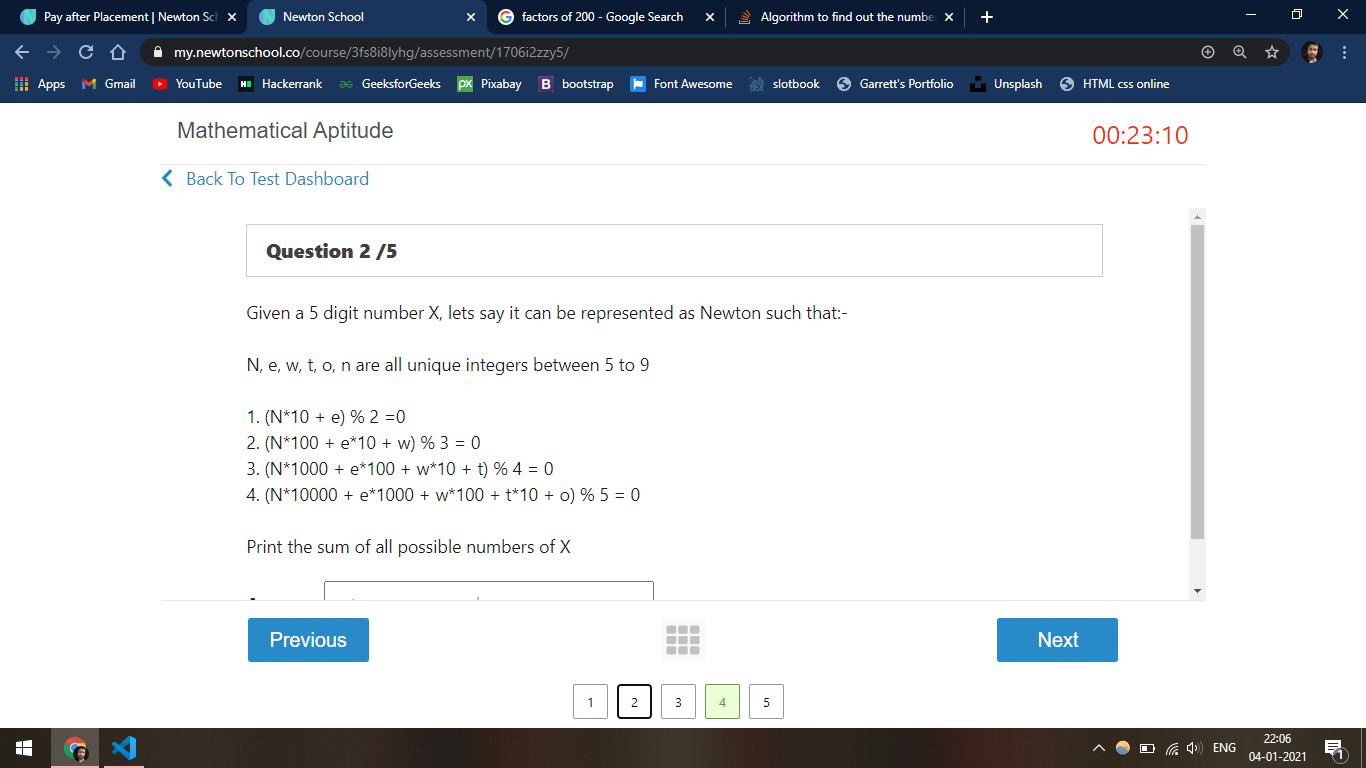 Pay after Placement | Newton Sch
Newton School
factors of 200 - Google Search
Algorithm to find out the numbe
my.newtonschool.co/course/3fs8i8lyhg/assessment/1706i2zzy5/
Apps
Gmail
YouTube
Hackerrank
GeeksforGeeks
px Pixabay
B bootstrap
Font Awesome
slotbook
Garrett's Portfolio
Unsplash
HTML css online
Mathematical Aptitude
00:23:10
Back To Test Dashboard
Question 2 /5
Given a 5 digit number X, lets say it can be represented as Newton such that:-
N, e, w, t, o, n are all unique integers between 5 to 9
1. (N*10 + e) % 2 =0
2. (N*100 + e*10 + w) % 3 = 0
3. (N*1000 + e*100 + w*10 + t) % 4 = 0
4. (N*10000 + e*1000 + w*100 + t*10 + o) % 5 = 0
Print the sum of all possible numbers of X
Previous
Next
1 2 3 4 5
ENG
22:06
04-01-2021
1